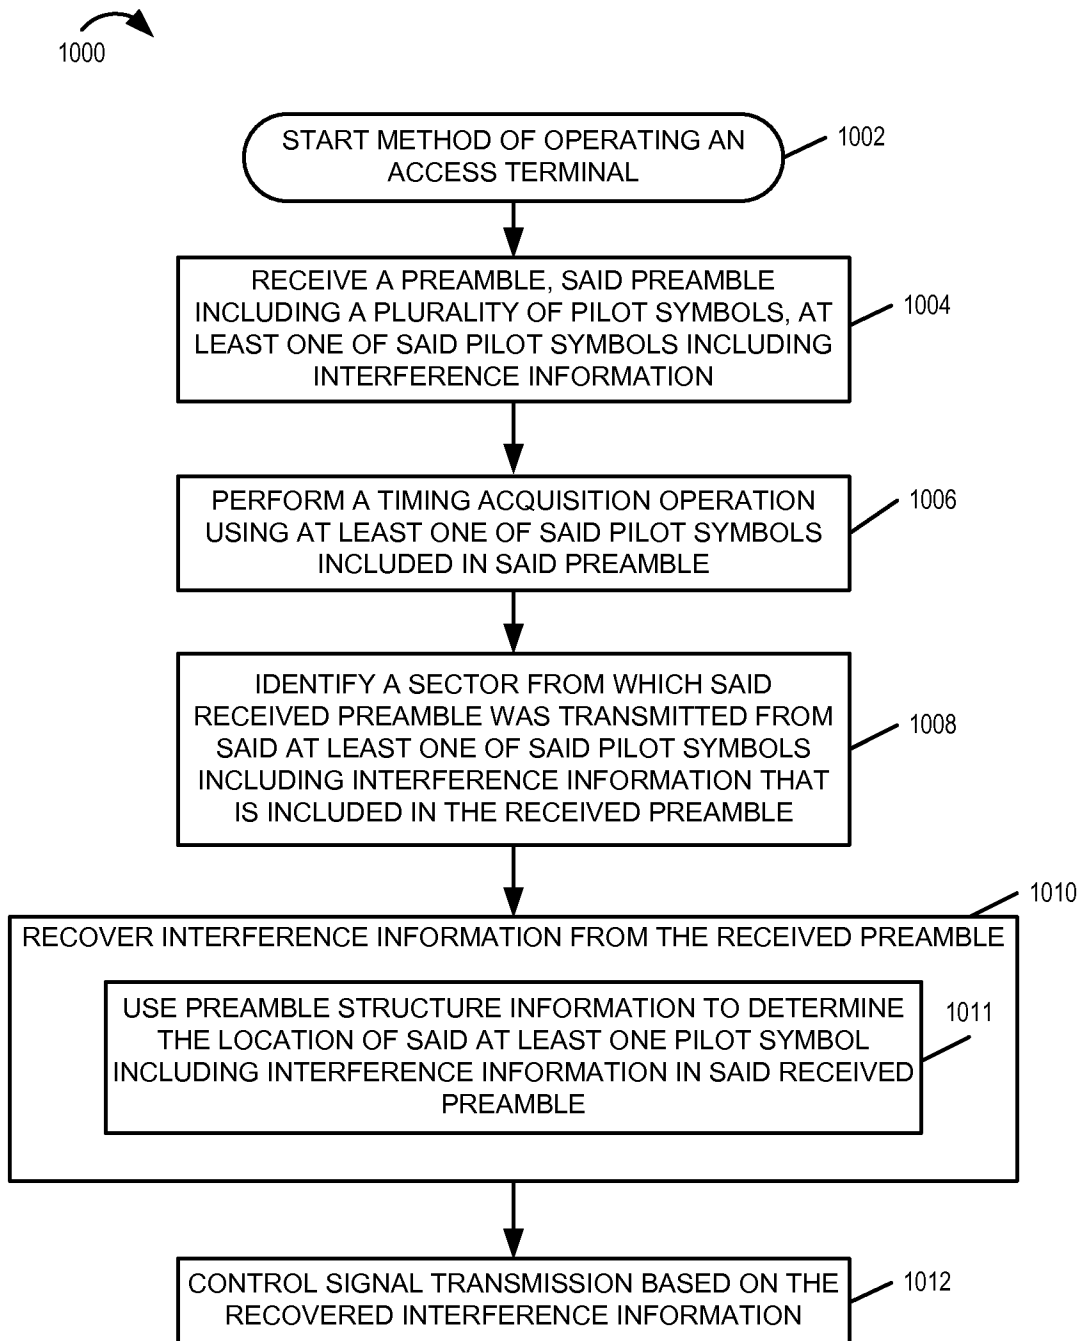 1000
START METHOD OF OPERATING AN
ACCESS TERMINAL
1002
RECEIVE A PREAMBLE, SAID PREAMBLE
INCLUDING A PLURALITY OF PILOT SYMBOLS, AT
LEAST ONE OF SAID PILOT SYMBOLS INCLUDING
INTERFERENCE INFORMATION
1004
PERFORM A TIMING ACQUISITION OPERATION
USING AT LEAST ONE OF SAID PILOT SYMBOLS
INCLUDED IN SAID PREAMBLE
1006
IDENTIFY A SECTOR FROM WHICH SAID
RECEIVED PREAMBLE WAS TRANSMITTED FROM
SAID AT LEAST ONE OF SAID PILOT SYMBOLS
INCLUDING INTERFERENCE INFORMATION THAT
IS INCLUDED IN THE RECEIVED PREAMBLE
1008
1010
RECOVER INTERFERENCE INFORMATION FROM THE RECEIVED PREAMBLE
USE PREAMBLE STRUCTURE INFORMATION TO DETERMINE
THE LOCATION OF SAID AT LEAST ONE PILOT SYMBOL
INCLUDING INTERFERENCE INFORMATION IN SAID RECEIVED
PREAMBLE
1011
CONTROL SIGNAL TRANSMISSION BASED ON THE
RECOVERED INTERFERENCE INFORMATION
1012